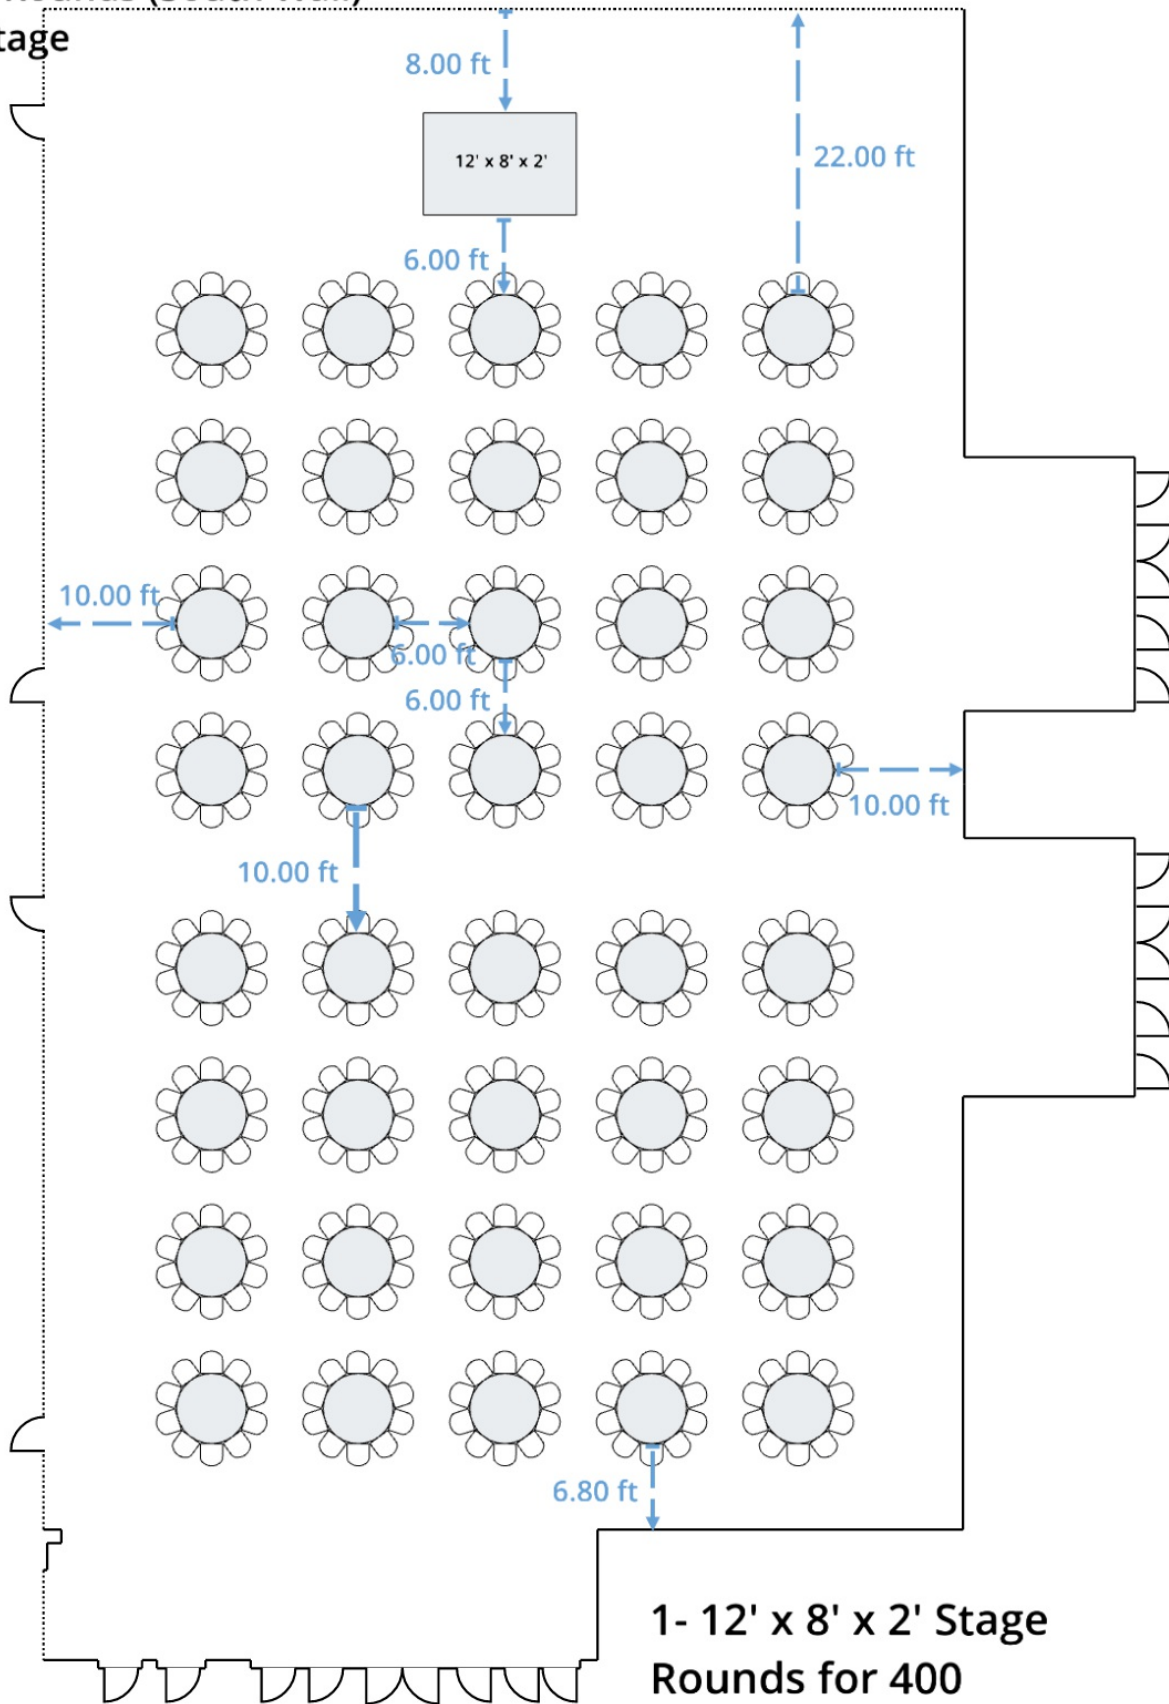 (South Wall)
tage
8.00 ft
12' x 8' x 2'
22.00 ft
6.00 ft
10.00 ft
6.00 ft
6.00 ft
10.00 ft
10.00 ft
6.80 ft
1- 12' x 8' x 2' Stage
Rounds for 400